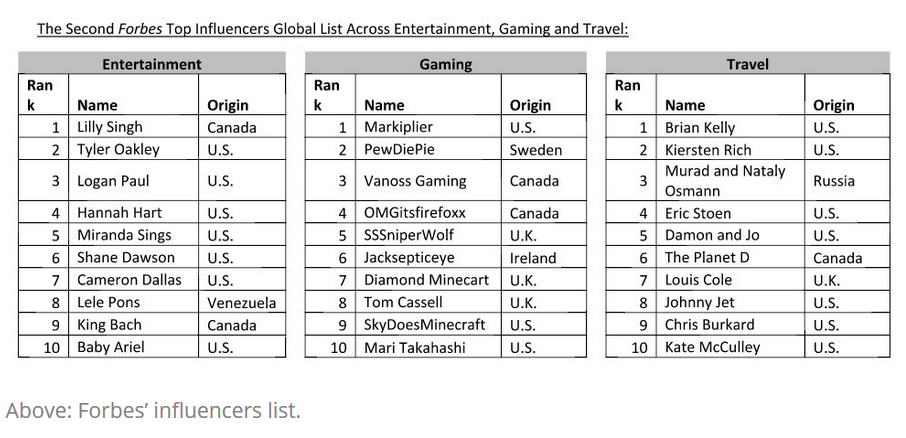 The Second Forbes Top Influencers Global List Across Entertainment, Gaming and Travel:
Entertainment
Ran
k Name Origin
1 Lilly Singh Canada
2 Tyler Oakley U.S.
3 Logan Paul U.S.
4 Hannah Hart U.S.
5 Miranda Sings U.S.
6 Shane Dawson U.S.
7 Cameron Dallas U.S.
8 Lele Pons Venezuela
9 King Bach Canada
10 Baby Ariel U.S.
Gaming
Ran
k Name Origin
1 Markiplier U.S.
2 PewDiePie Sweden
3 Vanoss Gaming Canada
4 OMGitsfirefoxx Canada
5 SSSniperWolf U.K.
6 Jacksepticeye Ireland
7 Diamond Minecart U.K.
8 Tom Cassell U.K.
9 SkyDoesMinecraft U.S.
10 Mari Takahashi U.S.
Travel
Ran
k Name Origin
1 Brian Kelly U.S.
2 Kiersten Rich U.S.
3 Murad and Nataly
Osmann Russia
4 Eric Stoen U.S.
5 Damon and Jo U.S.
6 The Planet D Canada
7 Louis Cole U.K.
8 Johnny Jet U.S.
9 Chris Burkard U.S.
10 Kate McCulley U.S.
Above: Forbes’ influencers list.